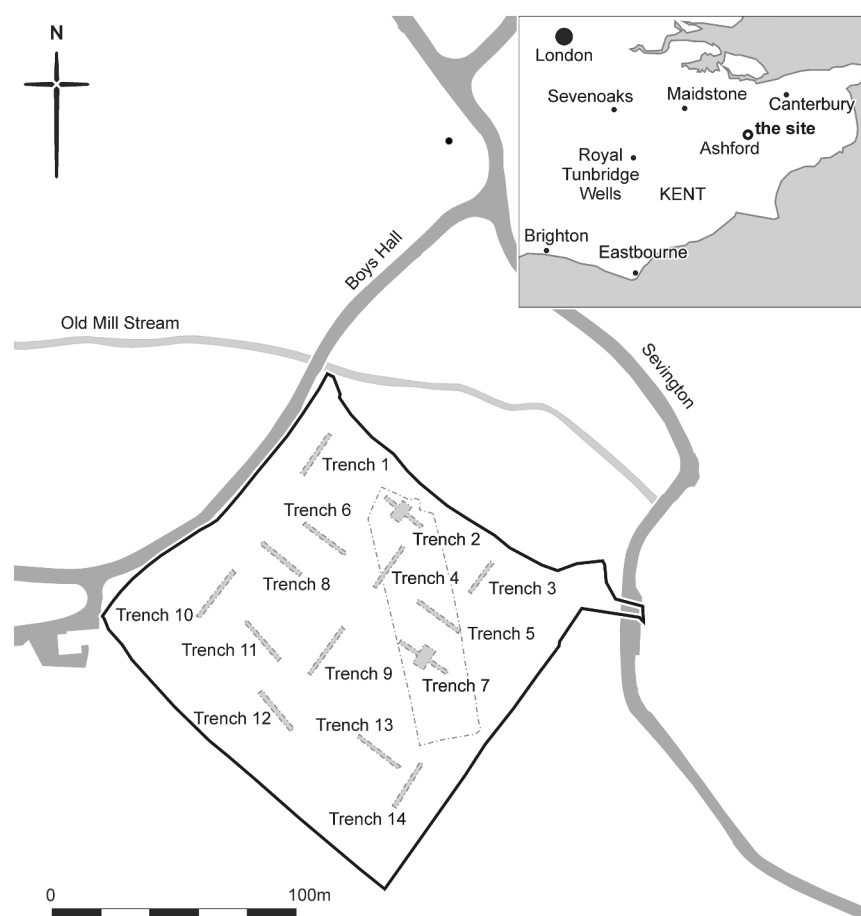 N
London
Sevenoaks
Maidstone
Canterbury
the site
Ashford
Royal
Tunbridge
Wells
KENT
Brighton
Eastbourne
Boys Hall
Old Mill Stream
Sevington
Trench 1
Trench 6
Trench 2
Trench 8
Trench 4
Trench 3
Trench 10
Trench 5
Trench 11
Trench 9
Trench 7
Trench 12
Trench 13
Trench 14
0
100m